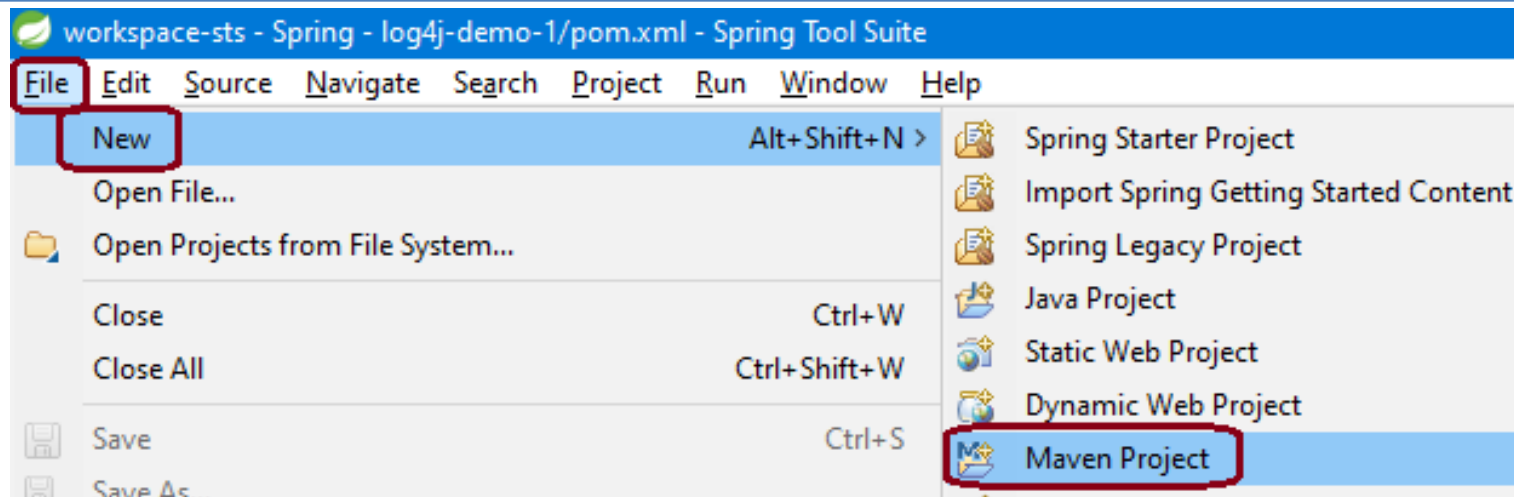 workspace-sts - Spring - log4j-demo-1/pom.xml - Spring Tool Suite
File Edit Source Navigate Search Project Run Window Help
New Alt+Shift+N >
Open File...
Open Projects from File System...
Close Ctrl+W
Close All Ctrl+Shift+W
Save Ctrl+S
Save As
Spring Starter Project
Import Spring Getting Started Content
Spring Legacy Project
Java Project
Static Web Project
Dynamic Web Project
Maven Project